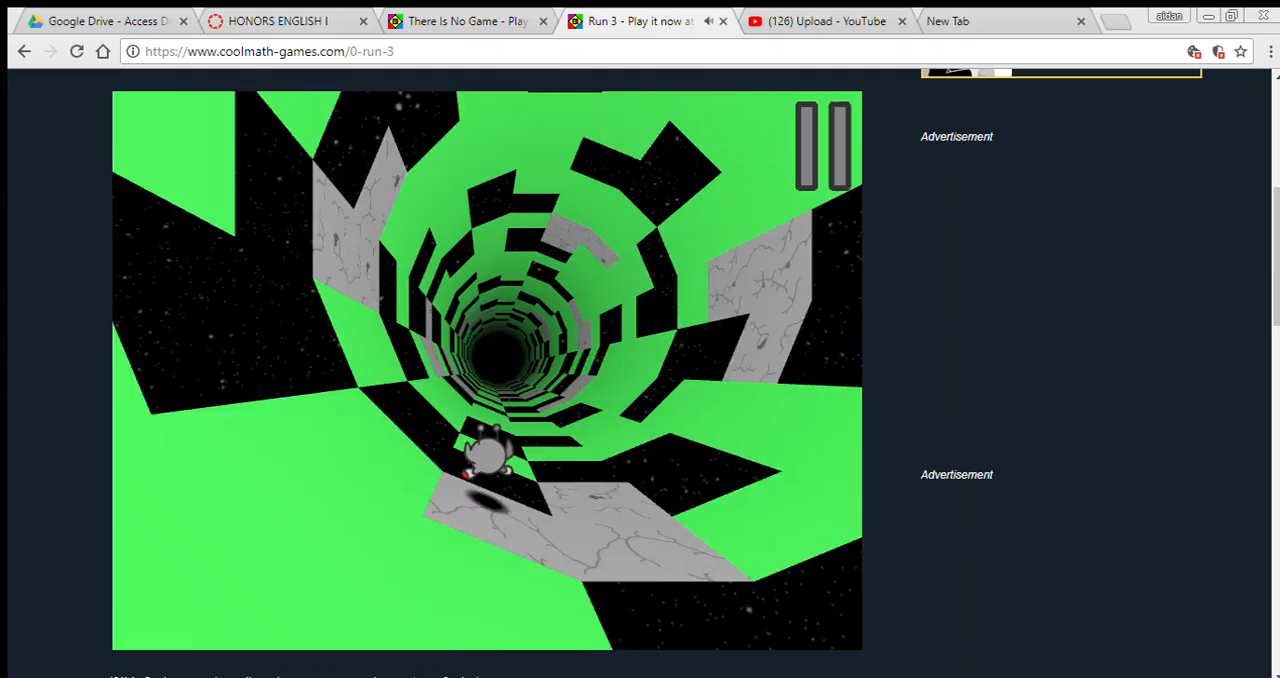 Google Drive - Access D
HONORS ENGLISH I
There Is No Game - Play
Run 3 - Play it now at
(126) Upload - YouTube
New Tab
aidan
https://www.coolmath-games.com/0-run-3
Advertisement
Advertisement